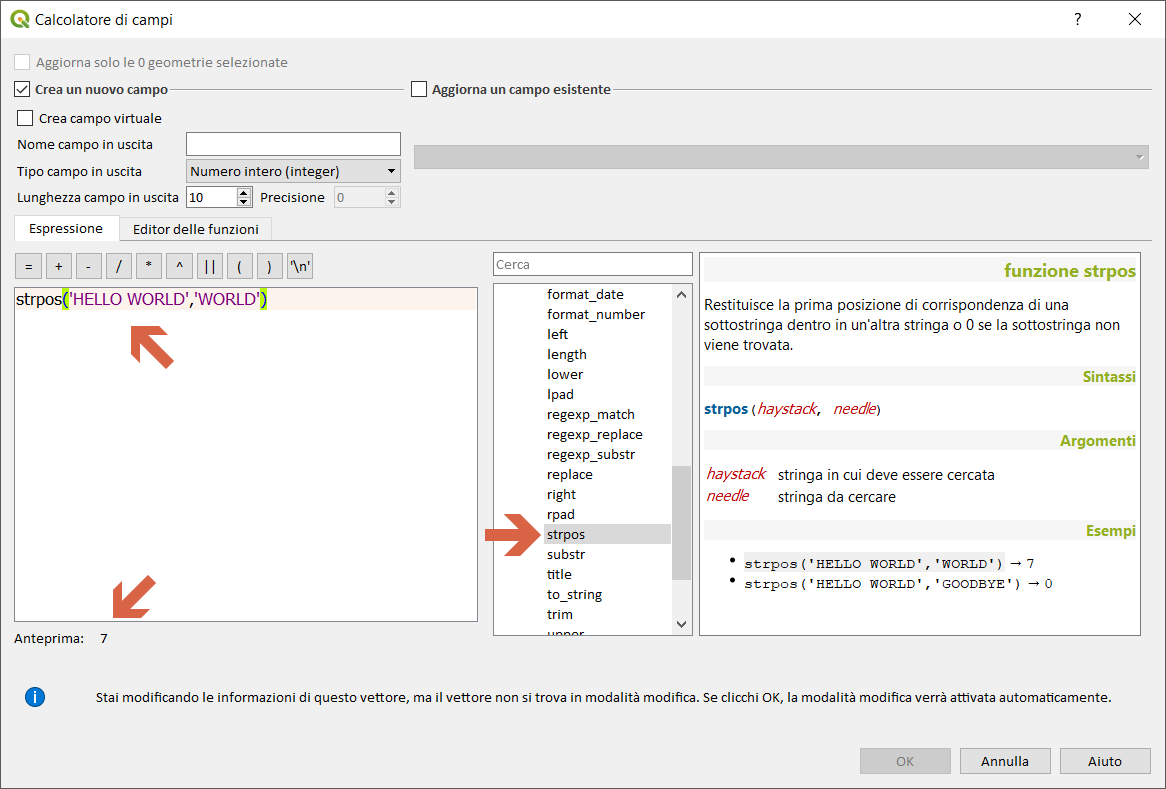 Calcolatore di campi
?
Aggiorna solo le 0 geometrie selezionate
Crea un nuovo campo
Aggiorna un campo esistente
Crea campo virtuale
Nome campo in uscita
Tipo campo in uscita
Numero intero (integer)
Lunghezza campo in uscita
10
Precisione
0
Espressione
Editor delle funzioni
= + - / * ^ || ( ) '\n'
strpos('HELLO WORLD','WORLD')
Anteprima: 7
Cerca
format_date
format_number
left
length
lower
lpad
regexp_match
regexp_replace
regexp_substr
replace
right
rpad
strpos
substr
title
to_string
trim
upper
funzione strpos
Restituisce la prima posizione di corrispondenza di una
sottostringa dentro in un'altra stringa o 0 se la sottostringa non
viene trovata.
Sintassi
strpos(haystack, needle)
Argomenti
haystack stringa in cui deve essere cercata
needle stringa da cercare
Esempi
• strpos('HELLO WORLD','WORLD') → 7
• strpos('HELLO WORLD','GOODBYE') → 0
i
Stai modificando le informazioni di questo vettore, ma il vettore non si trova in modalità modifica. Se clicchi OK, la modalità modifica verrà attivata automaticamente.
OK
Annulla
Aiuto